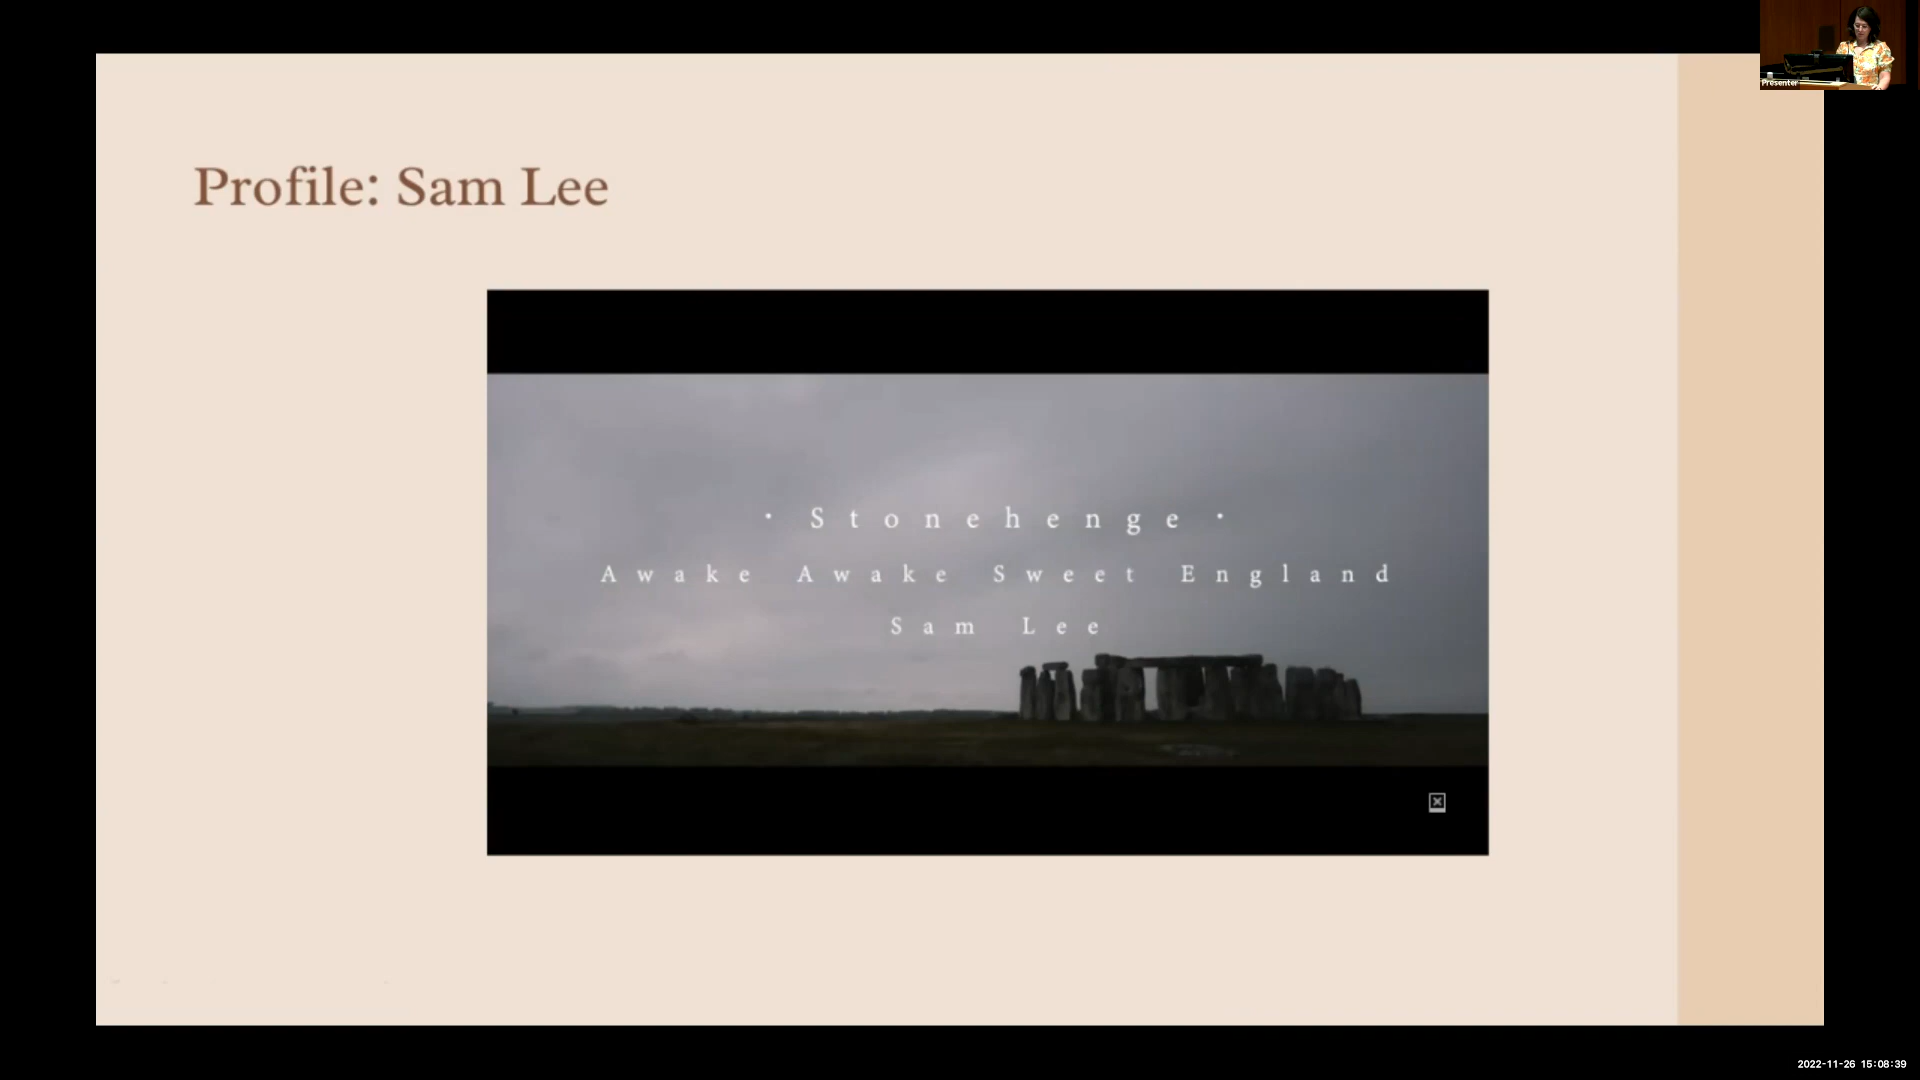 Presenter
Profile: Sam Lee
· Stonehenge ·
Awake Awake Sweet England
Sam Lee
2022-11-26 15:08:39